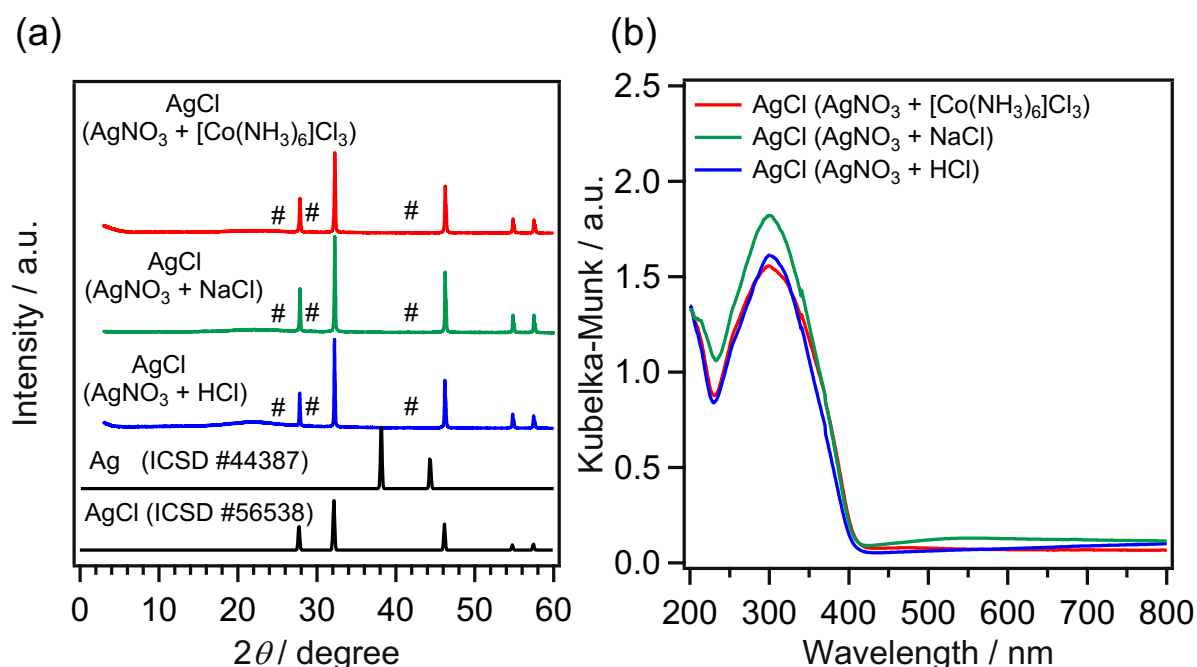 (a)
AgCl
(AgNO₃ + [Co(NH₃)₆]Cl₃)
# # #
AgCl
(AgNO₃ + NaCl)
# # #
AgCl
(AgNO₃ + HCl)
# # #
Ag (ICSD #44387)
AgCl (ICSD #56538)
Intensity / a.u.
0 10 20 30 40 50 60
2θ / degree
(b)
AgCl (AgNO₃ + [Co(NH₃)₆]Cl₃)
AgCl (AgNO₃ + NaCl)
AgCl (AgNO₃ + HCl)
Kubelka-Munk / a.u.
2.5
2.0
1.5
1.0
0.5
0.0
200 300 400 500 600 700 800
Wavelength / nm